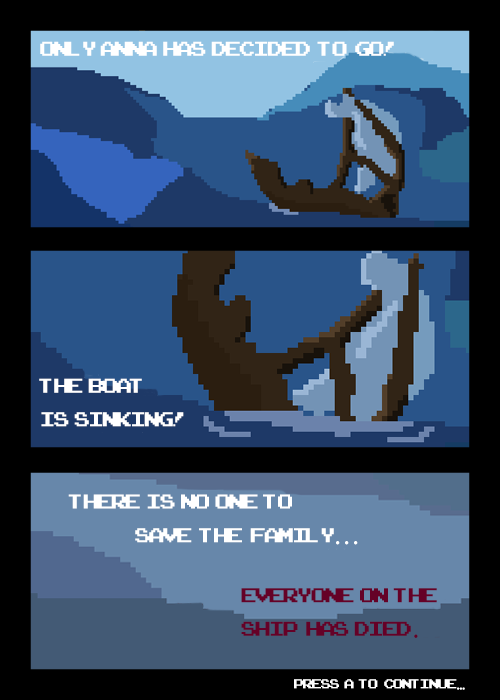 ONLY ANNA HAS DECIDED TO GO!
THE BOAT
IS SINKING!
THERE IS NO ONE TO
SAVE THE FAMILY...
EVERYONE ON THE
SHIP HAS DIED.
PRESS A TO CONTINUE...